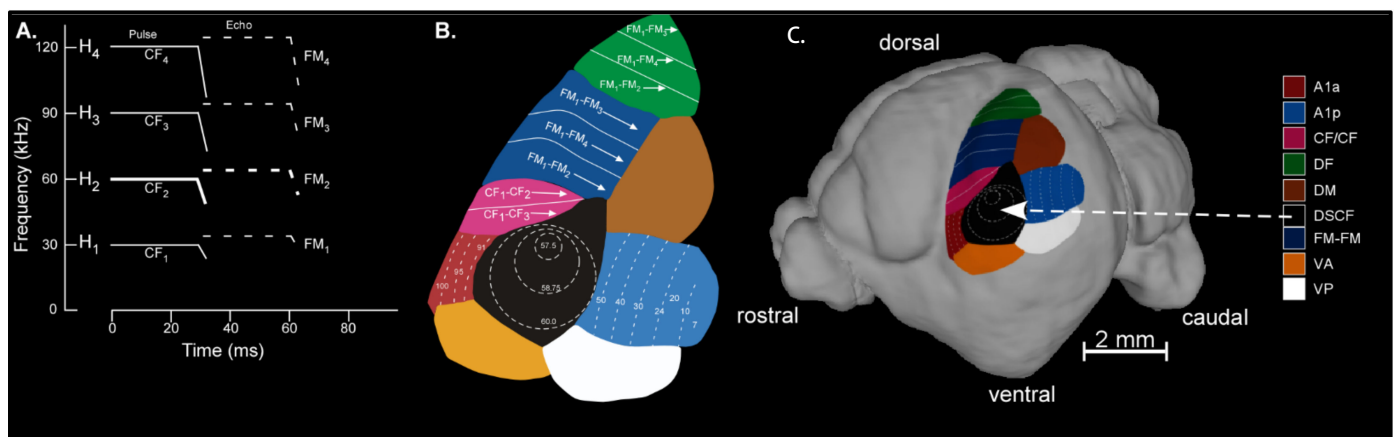 A.
Pulse
Echo
Frequency (kHz)
120
90
60
30
0
H4
H3
H2
H1
CF4
CF3
CF2
CF1
FM4
FM3
FM2
FM1
0 20 40 60 80
Time (ms)
B.
FM1-FM3
FM1-FM4
FM1-FM2
FM1-FM3
FM1-FM4
FM1-FM2
CF1-CF2
CF1-CF3
91
95
100
57.5
58.75
60.0
50
40
30
24
20
10
7
C.
dorsal
rostral
caudal
ventral
2 mm
A1a
A1p
CF/CF
DF
DM
DSCF
FM-FM
VA
VP